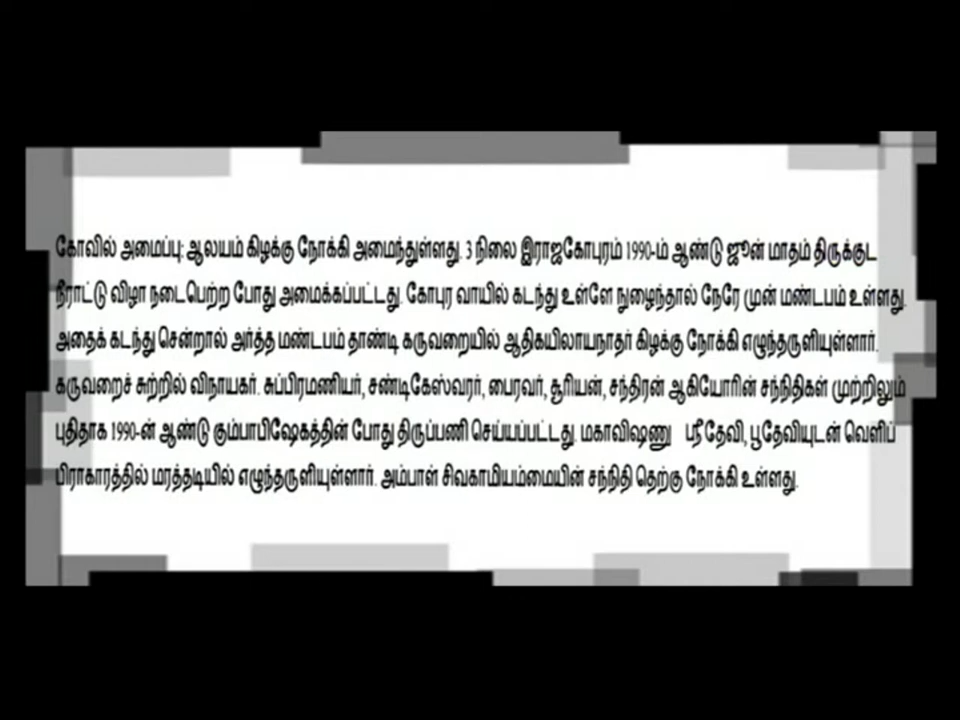 கோவில் அமைப்பு: ஆலயம் கிழக்கு நோக்கி அமைந்துள்ளது. 3 நிலை இராஜகோபுரம் 1990-ம் ஆண்டு ஜூன் மாதம் திருக்குட
நீராட்டு விழா நடைபெற்ற போது அமைக்கப்பட்டது. கோபுர வாயில் கடந்து உள்ளே நுழைந்தால் நேரே முன் மண்டபம் உள்ளது.
அதைக் கடந்து சென்றால் அர்த்த மண்டபம் தாண்டி கருவறையில் ஆதிகயிலாயநாதர் கிழக்கு நோக்கி எழுந்தருளியுள்ளார்.
கருவறைச் சுற்றில் விநாயகர். சுப்பிரமணியர், சண்டிகேஸ்வரர், பைரவர், சூரியன், சந்திரன் ஆகியோரின் சந்நிதிகள் முற்றிலும்
புதிதாக 1990-ன் ஆண்டு கும்பாபிஷேகத்தின் போது திருப்பணி செய்யப்பட்டது. மகாவிஷணு ஸ்ரீதேவி, பூதேவியுடன் வெளிப்
பிராகாரத்தில் மரத்தடியில் எழுந்தருளியுள்ளார். அம்பாள் சிவகாமியம்மையின் சந்நிதி தெற்கு நோக்கி உள்ளது.